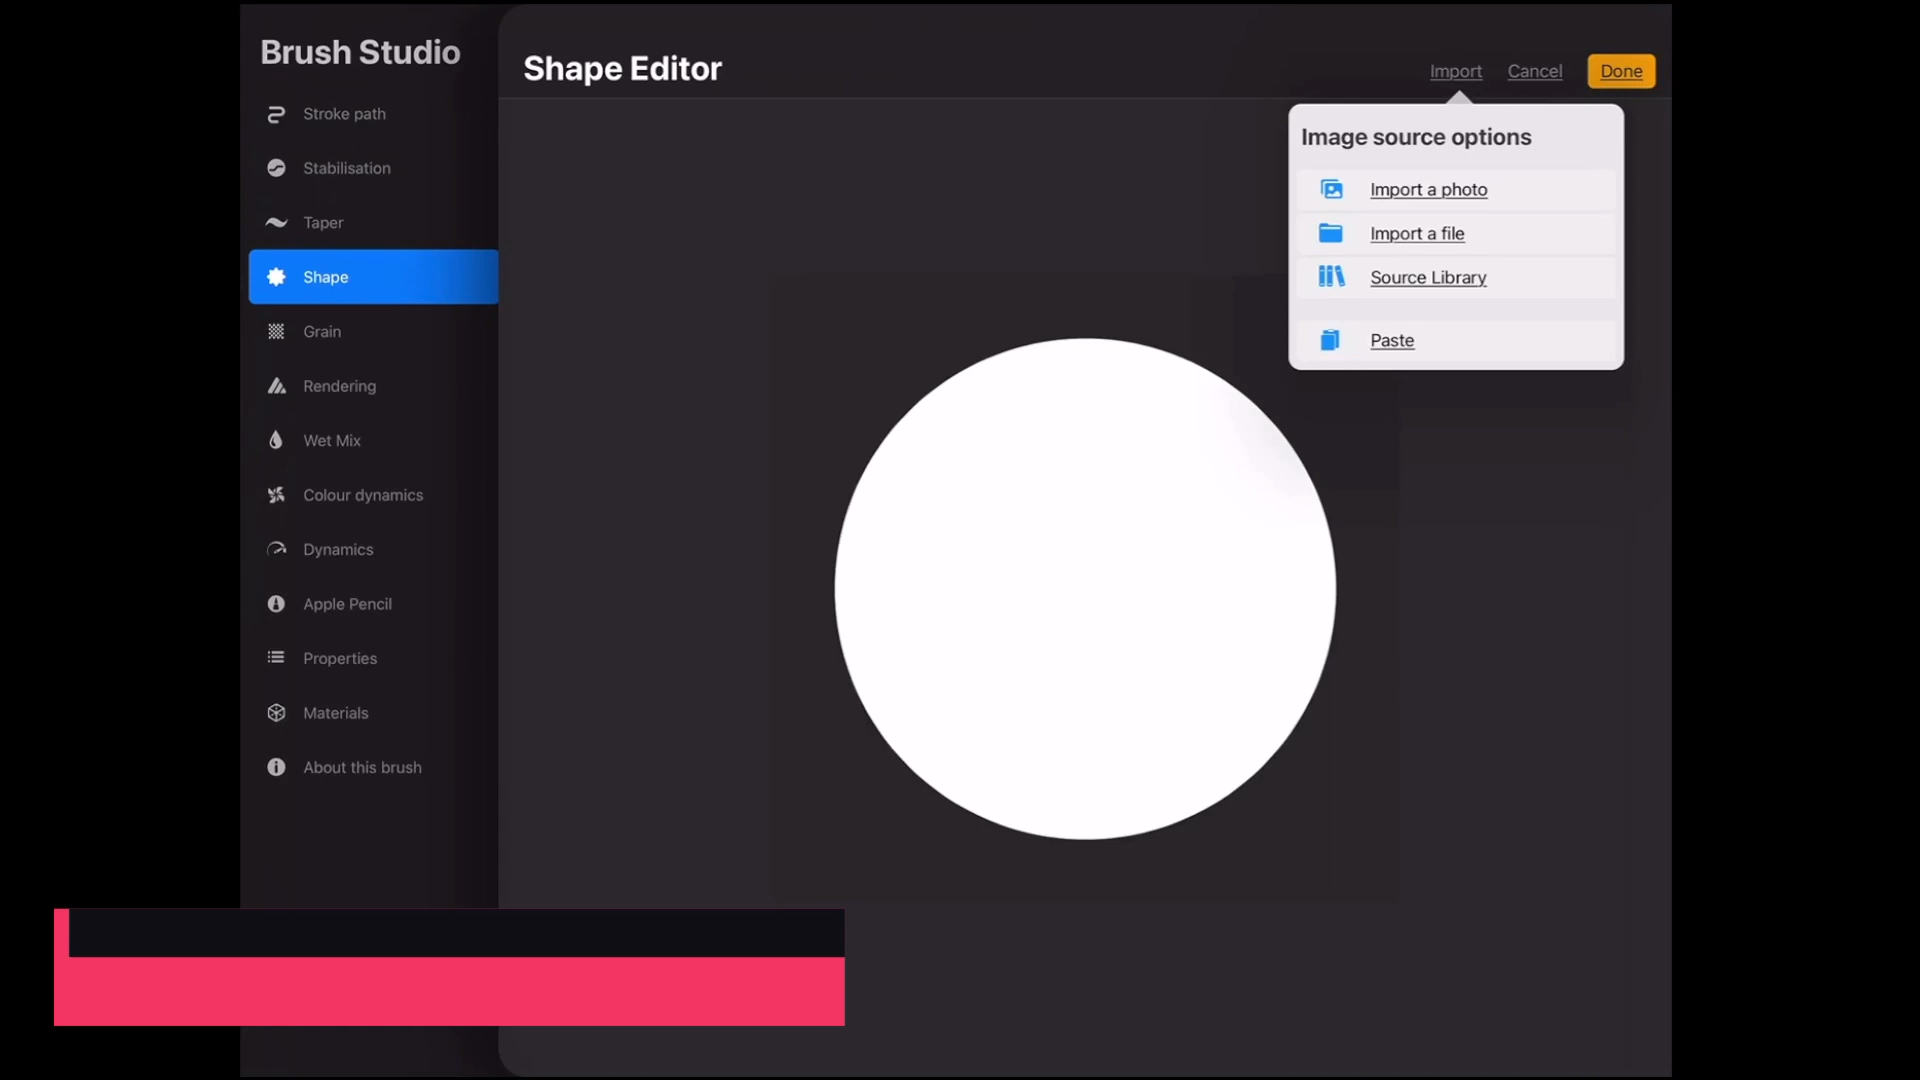 Brush Studio
Stroke path
Stabilisation
Taper
Shape
Grain
Rendering
Wet Mix
Colour dynamics
Dynamics
Apple Pencil
Properties
Materials
About this brush
Shape Editor
Import
Cancel
Done
Image source options
Import a photo
Import a file
Source Library
Paste